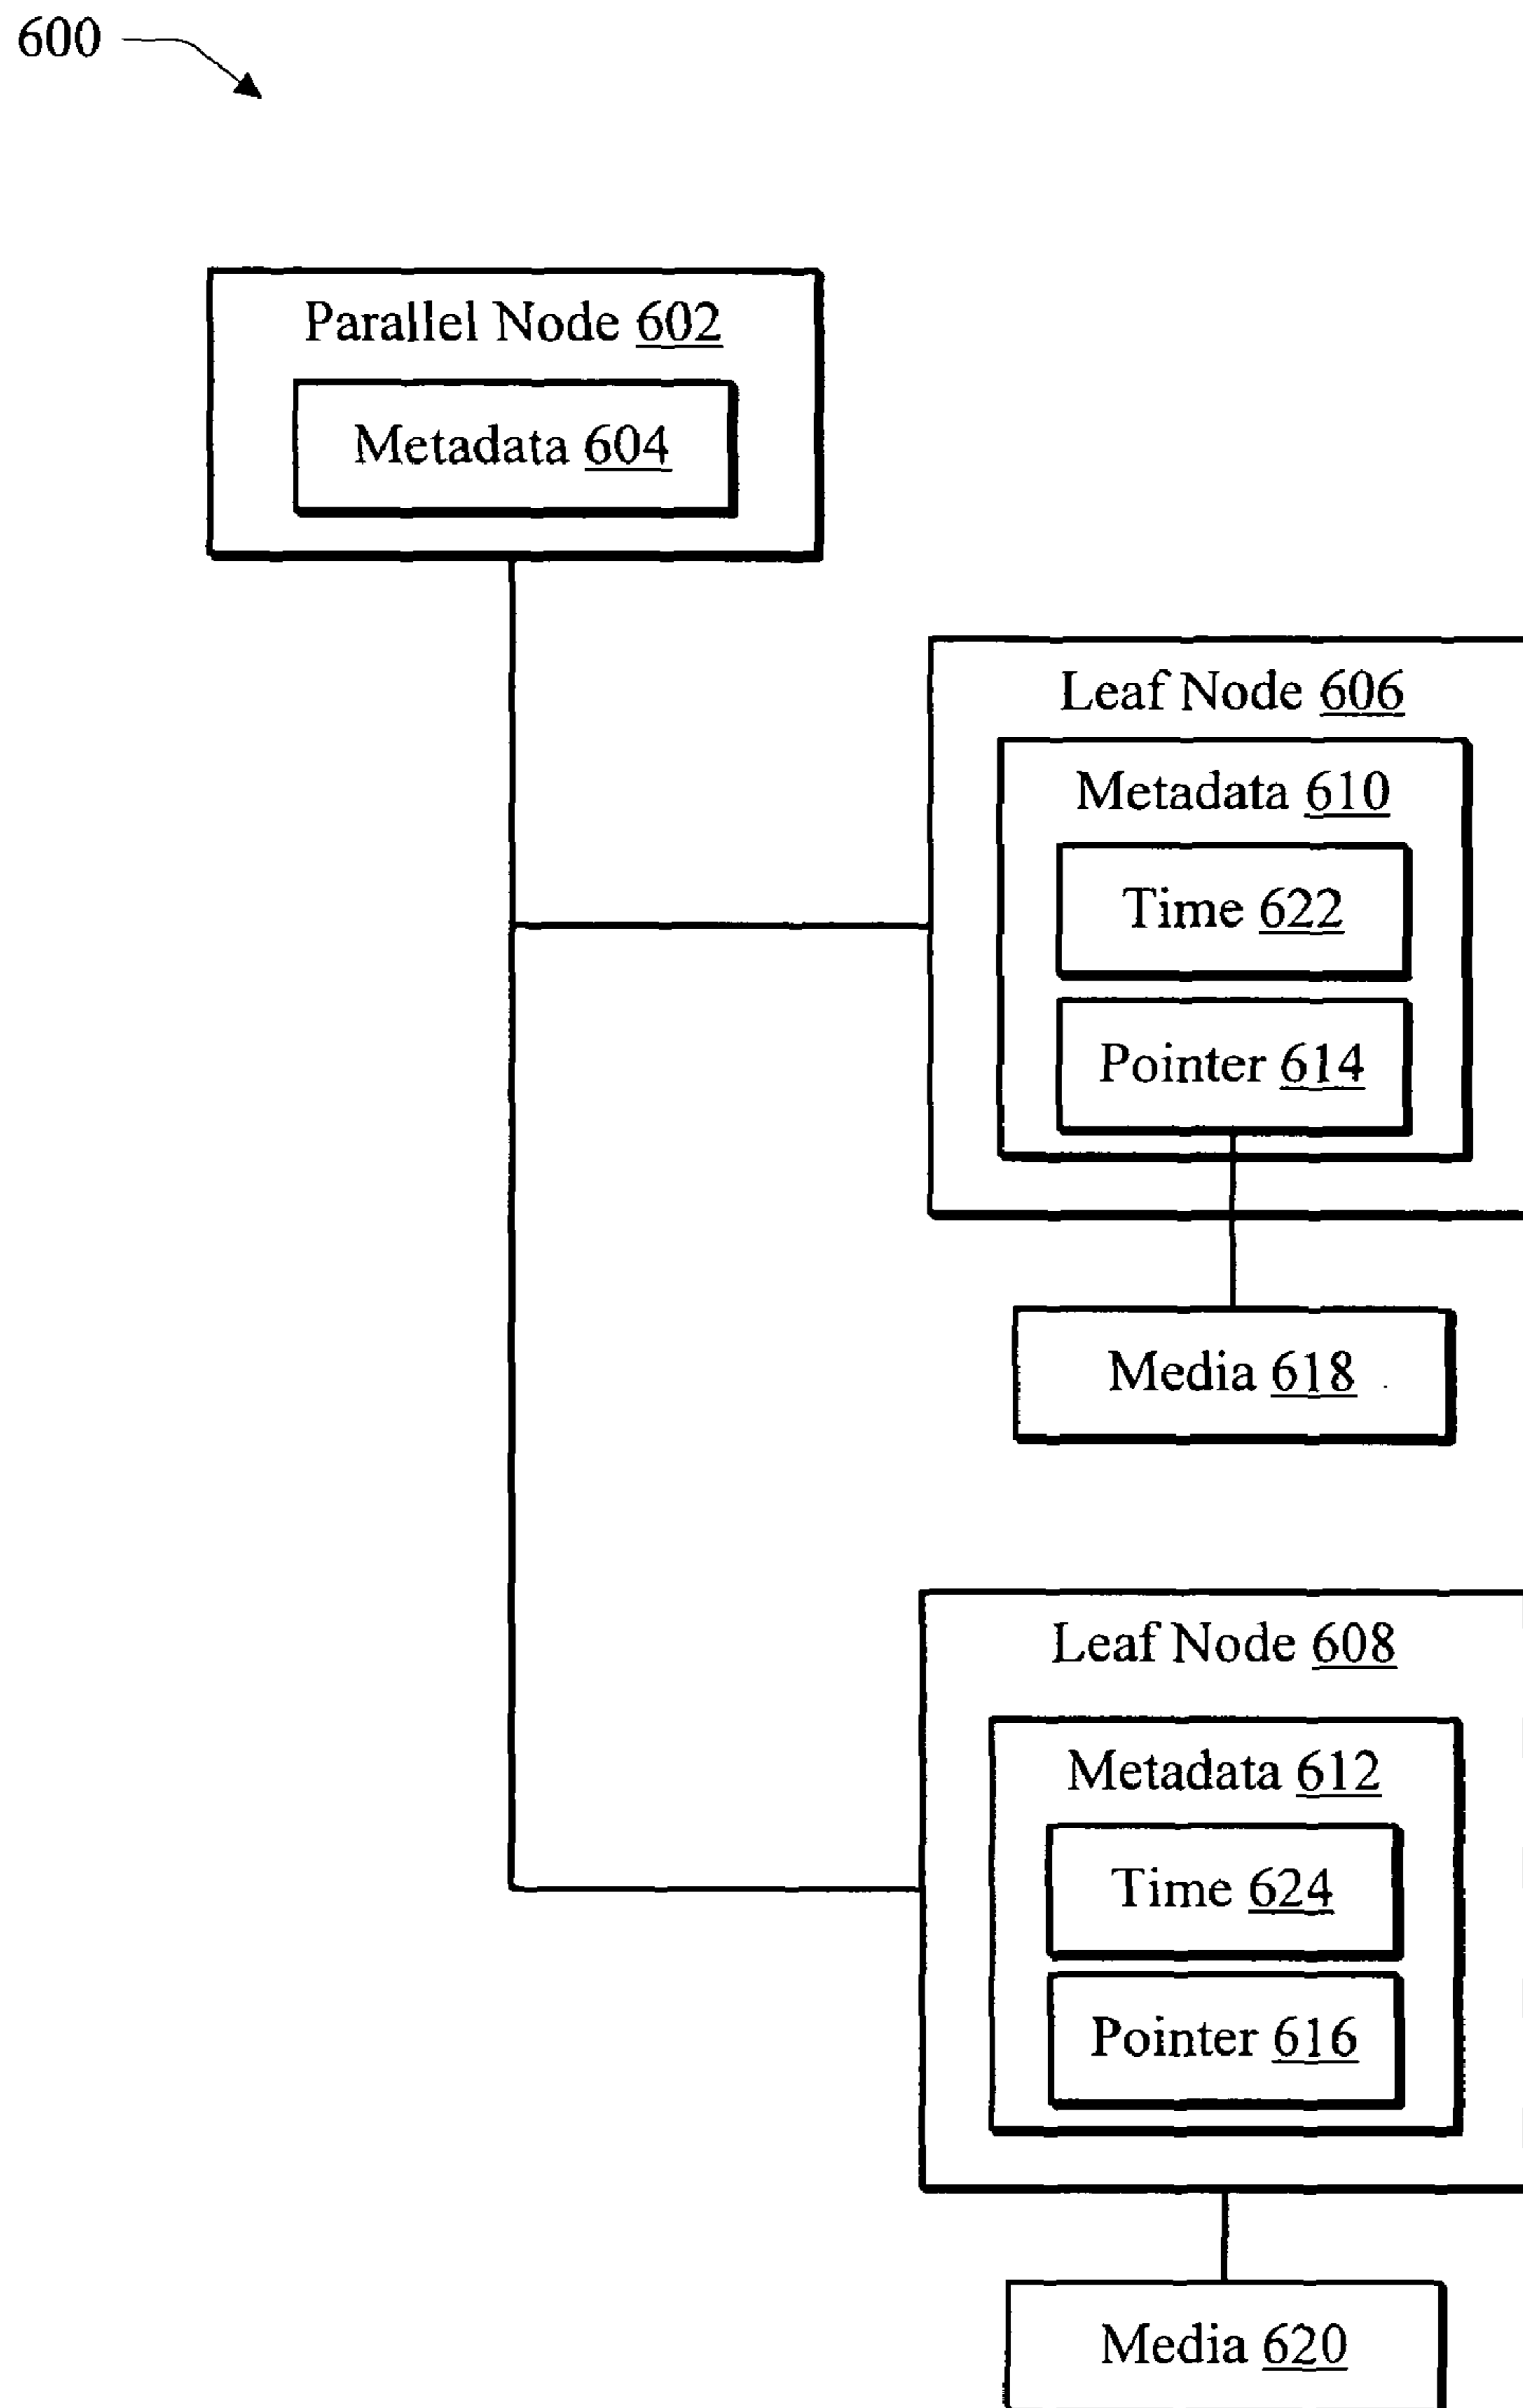 600
Parallel Node 602
Metadata 604
Leaf Node 606
Metadata 610
Time 622
Pointer 614
Media 618
Leaf Node 608
Metadata 612
Time 624
Pointer 616
Media 620